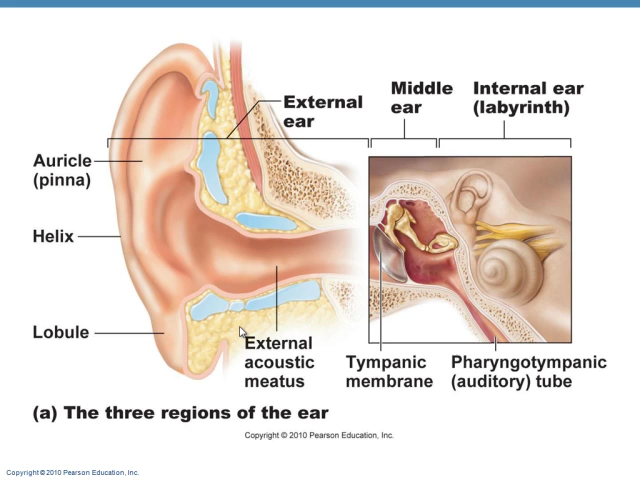 External
ear
Middle
ear
Internal ear
(labyrinth)
Auricle
(pinna)
Helix
Lobule
External
acoustic
meatus
Tympanic
membrane
Pharyngotympanic
(auditory) tube
(a) The three regions of the ear
Copyright © 2010 Pearson Education, Inc.
Copyright © 2010 Pearson Education, Inc.